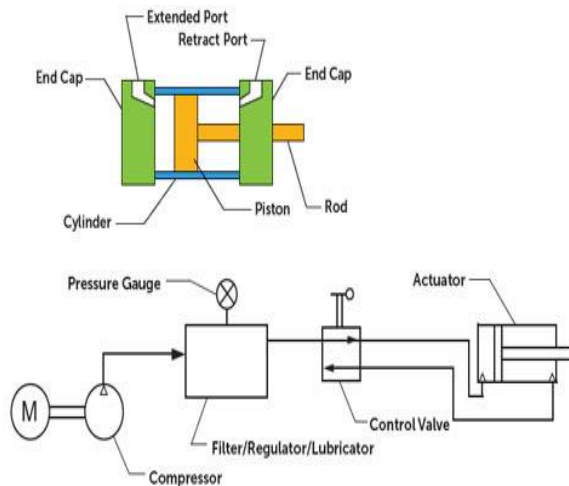 Extended Port
Retract Port
End Cap
End Cap
Cylinder
Piston
Rod
Pressure Gauge
Actuator
M
Control Valve
Filter/Regulator/Lubricator
Compressor